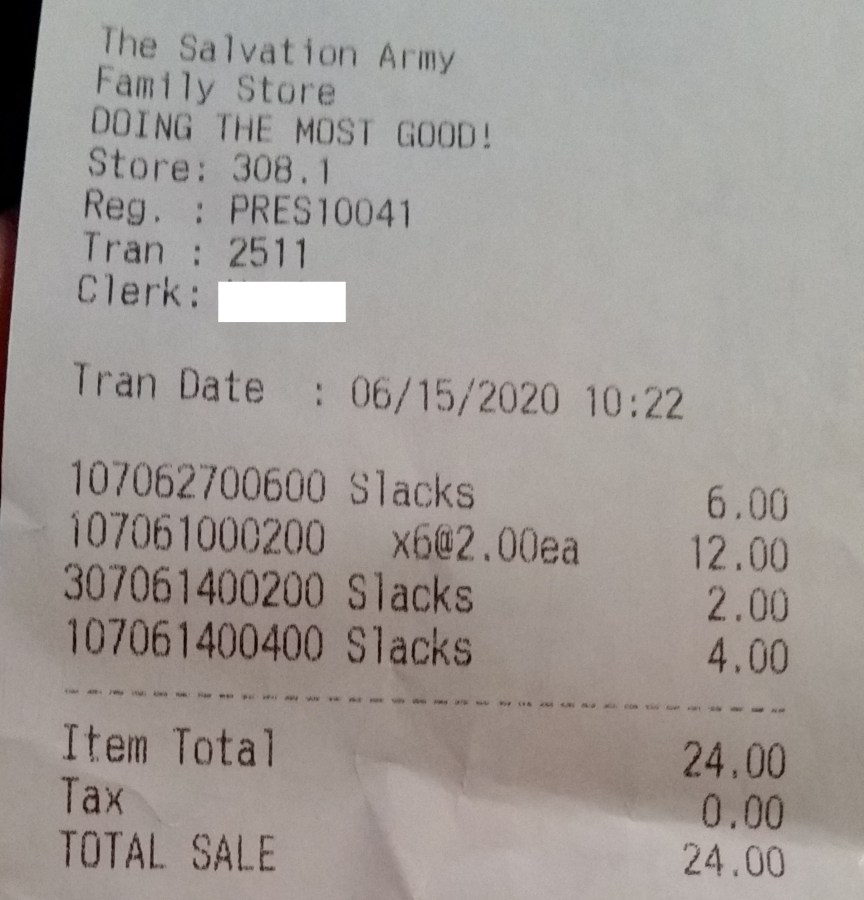 The Salvation Army
Family Store
DOING THE MOST GOOD!
Store: 308.1
Reg. : PRES10041
Tran : 2511
Clerk:
Tran Date : 06/15/2020 10:22
107062700600 Slacks 6.00
107061000200 x6@2.00ea 12.00
307061400200 Slacks 2.00
107061400400 Slacks 4.00
Item Total 24.00
Tax 0.00
TOTAL SALE 24.00